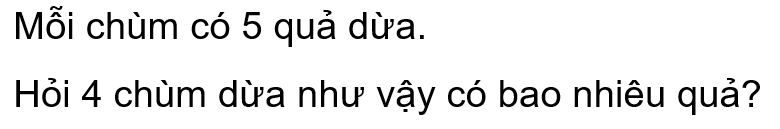 Mỗi chùm có 5 quả dừa.
Hỏi 4 chùm dừa như vậy có bao nhiêu quả?